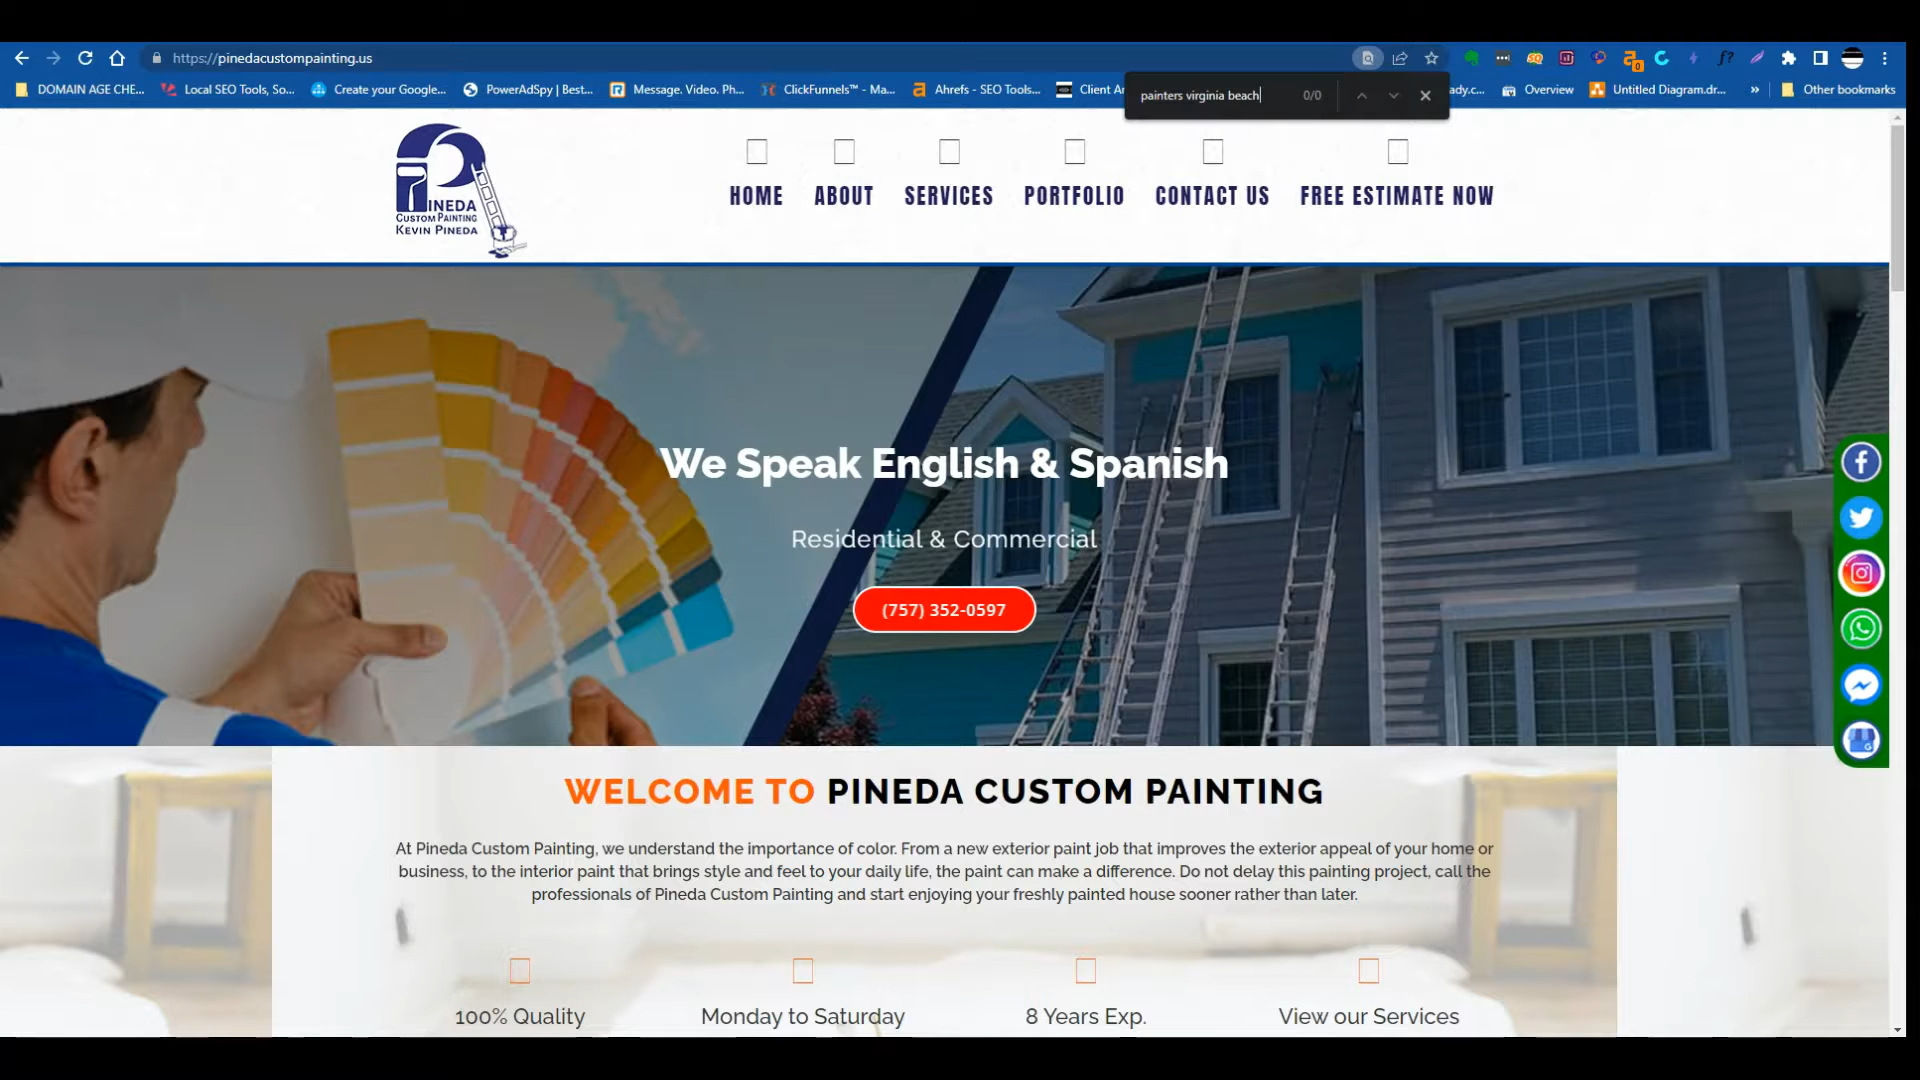 https://pinedacustompainting.us
DOMAIN AGE CHE...
Local SEO Tools, So...
Create your Google...
PowerAdSpy | Best...
Message. Video. Ph...
ClickFunnels™ - Ma...
Ahrefs - SEO Tools...
Client Ar
painters virginia beach
0/0
ady.c...
Overview
Untitled Diagram.dr...
»
Other bookmarks
PINEDA
CUSTOM PAINTING
KEVIN PINEDA
HOME
ABOUT
SERVICES
PORTFOLIO
CONTACT US
FREE ESTIMATE NOW
We Speak English & Spanish
Residential & Commercial
(757) 352-0597
WELCOME TO PINEDA CUSTOM PAINTING
At Pineda Custom Painting, we understand the importance of color. From a new exterior paint job that improves the exterior appeal of your home or
business, to the interior paint that brings style and feel to your daily life, the paint can make a difference. Do not delay this painting project, call the
professionals of Pineda Custom Painting and start enjoying your freshly painted house sooner rather than later.
100% Quality
Monday to Saturday
8 Years Exp.
View our Services